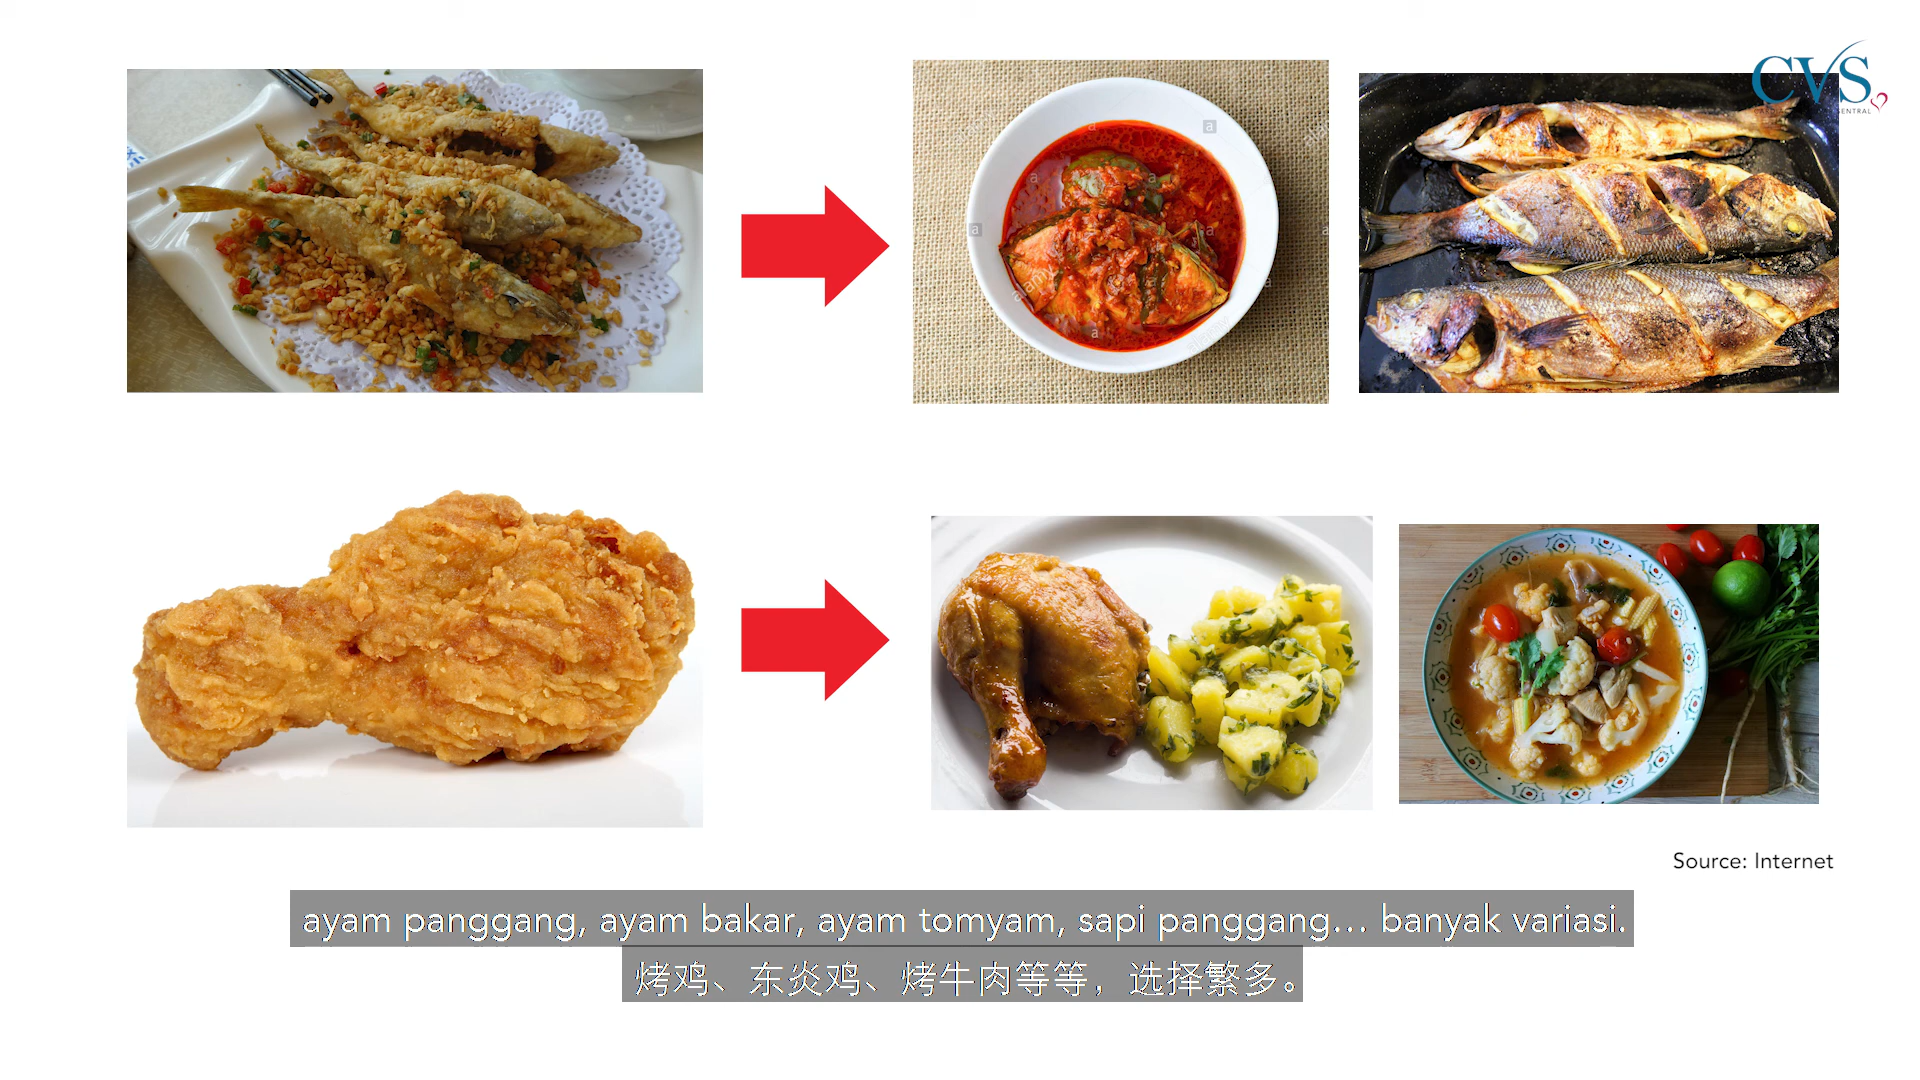 CVS
SENTRAL
Source: Internet
ayam panggang, ayam bakar, ayam tomyam, sapi panggang... banyak variasi.
烤鸡、东炎鸡、烤牛肉等等，选择繁多。